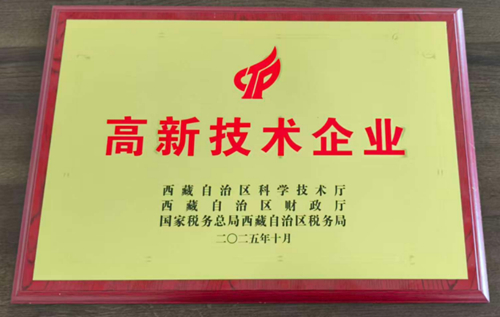 高新技术企业
西藏自治区科学技术厅
西藏自治区财政厅
国家税务总局西藏自治区税务局
二〇二五年十月